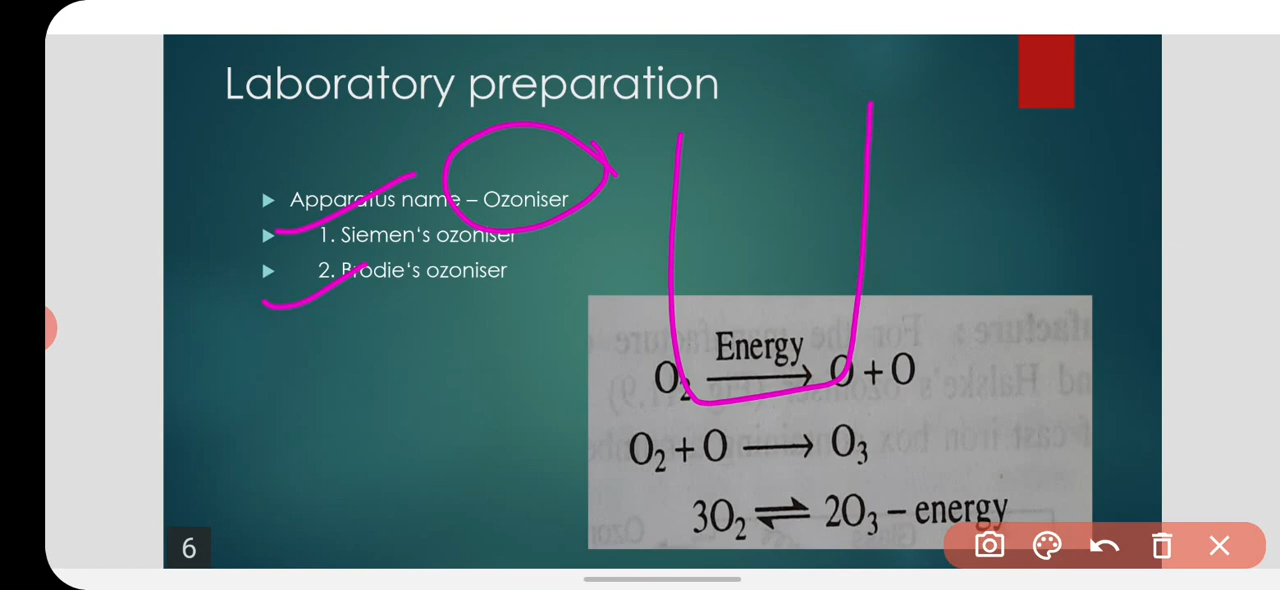 Laboratory preparation
Apparatus name – Ozoniser
1. Siemen‘s ozoniser
2. Brodie‘s ozoniser
O₂ —Energy→ O + O
O₂ + O ⟶ O₃
3O₂ ⇌ 2O₃ – energy
6